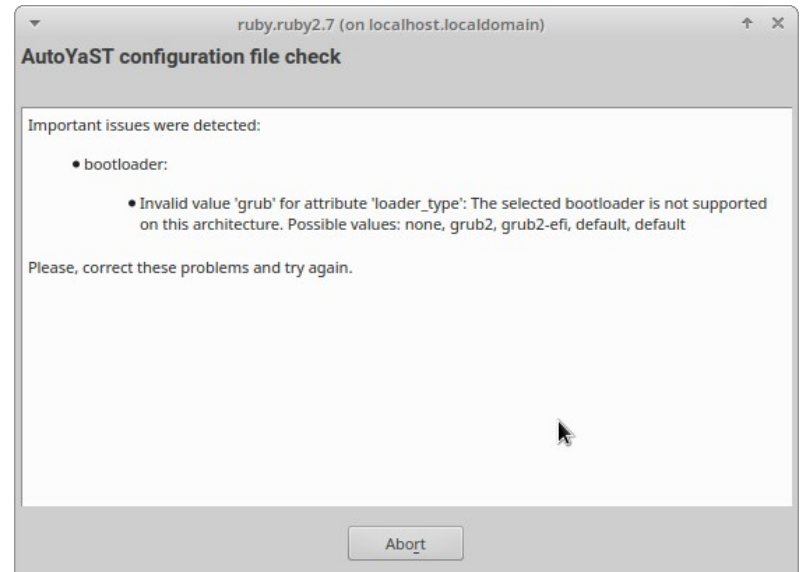 ruby.ruby2.7 (on localhost.localdomain)
AutoYaST configuration file check
Important issues were detected:
• bootloader:
• Invalid value 'grub' for attribute 'loader_type': The selected bootloader is not supported
on this architecture. Possible values: none, grub2, grub2-efi, default, default
Please, correct these problems and try again.
Abort